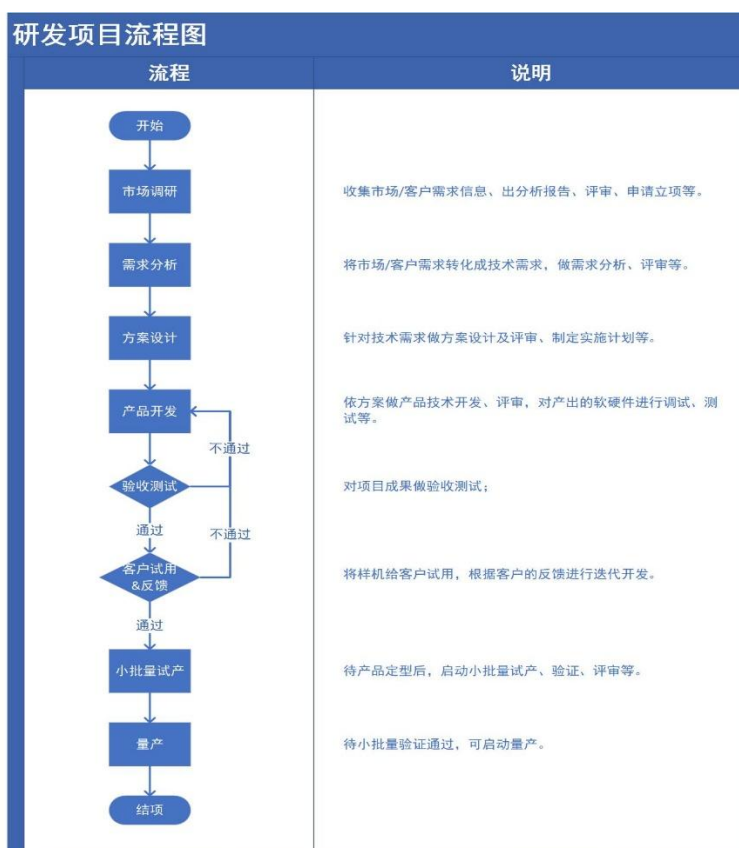 研发项目流程图
流程
说明
开始
市场调研
收集市场/客户需求信息、出分析报告、评审、申请立项等。
需求分析
将市场/客户需求转化成技术需求，做需求分析、评审等。
方案设计
针对技术需求做方案设计及评审、制定实施计划等。
产品开发
依方案做产品技术开发、评审，对产出的软硬件进行调试、测
试等。
不通过
验收测试
对项目成果做验收测试；
通过
不通过
客户试用
&反馈
将样机给客户试用，根据客户的反馈进行迭代开发。
通过
小批量试产
待产品定型后，启动小批量试产、验证、评审等。
量产
待小批量验证通过，可启动量产。
结项